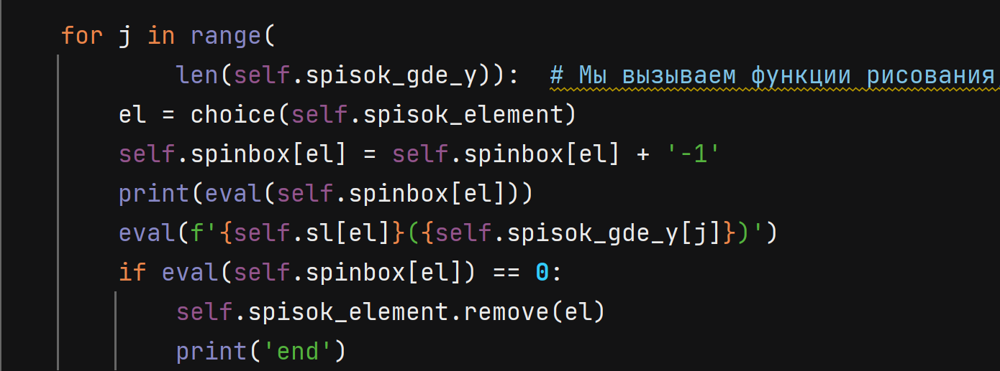 for j in range(
len(self.spisok_gde_y)):  # Мы вызываем функции рисования
el = choice(self.spisok_element)
self.spinbox[el] = self.spinbox[el] + '-1'
print(eval(self.spinbox[el]))
eval(f'{self.sl[el]}({self.spisok_gde_y[j]})')
if eval(self.spinbox[el]) == 0:
self.spisok_element.remove(el)
print('end')